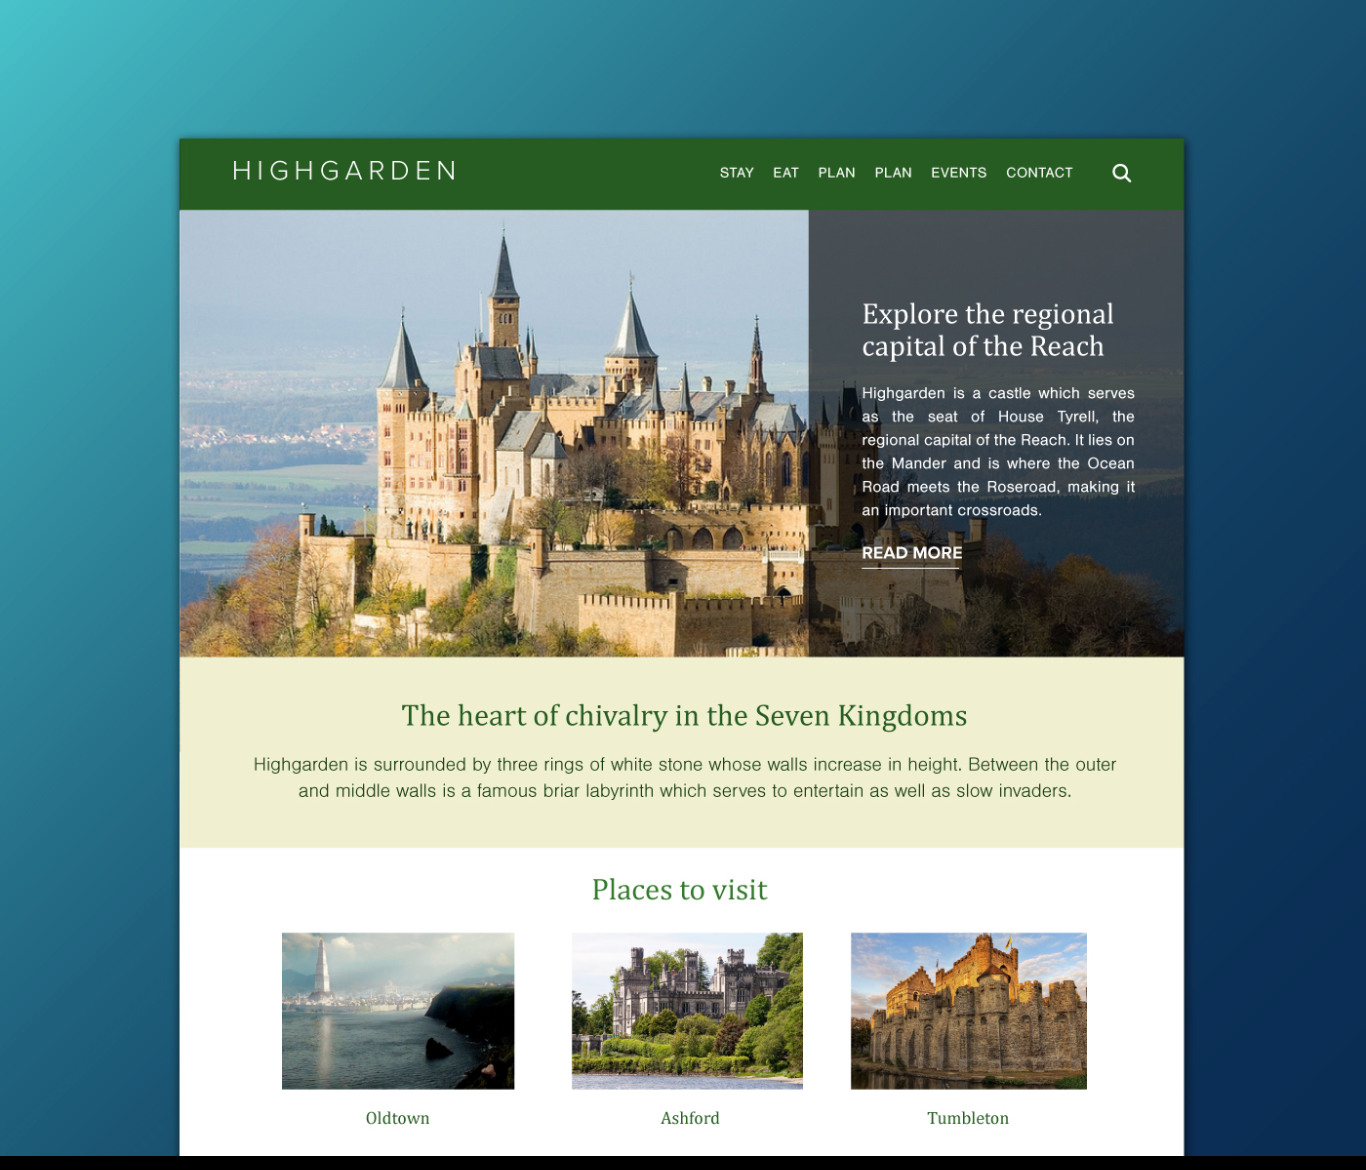 HIGHGARDEN
STAY EAT PLAN PLAN EVENTS CONTACT
Explore the regional
capital of the Reach
Highgarden is a castle which serves
as the seat of House Tyrell, the
regional capital of the Reach. It lies on
the Mander and is where the Ocean
Road meets the Roseroad, making it
an important crossroads.
READ MORE
The heart of chivalry in the Seven Kingdoms
Highgarden is surrounded by three rings of white stone whose walls increase in height. Between the outer
and middle walls is a famous briar labyrinth which serves to entertain as well as slow invaders.
Places to visit
Oldtown
Ashford
Tumbleton